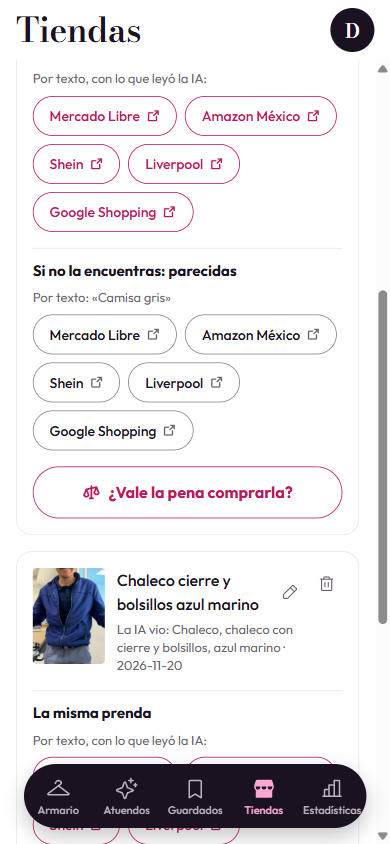 Tiendas
D
Por texto, con lo que leyó la IA:
Mercado Libre
Amazon México
Shein
Liverpool
Google Shopping
Si no la encuentras: parecidas
Por texto: «Camisa gris»
Mercado Libre
Amazon México
Shein
Liverpool
Google Shopping
¿Vale la pena comprarla?
Chaleco cierre y
bolsillos azul marino
La IA vio: Chaleco, chaleco con
cierre y bolsillos, azul marino ·
2026-11-20
La misma prenda
Por texto, con lo que leyó la IA:
Shein
Liverpool
Armario
Atuendos
Guardados
Tiendas
Estadísticas